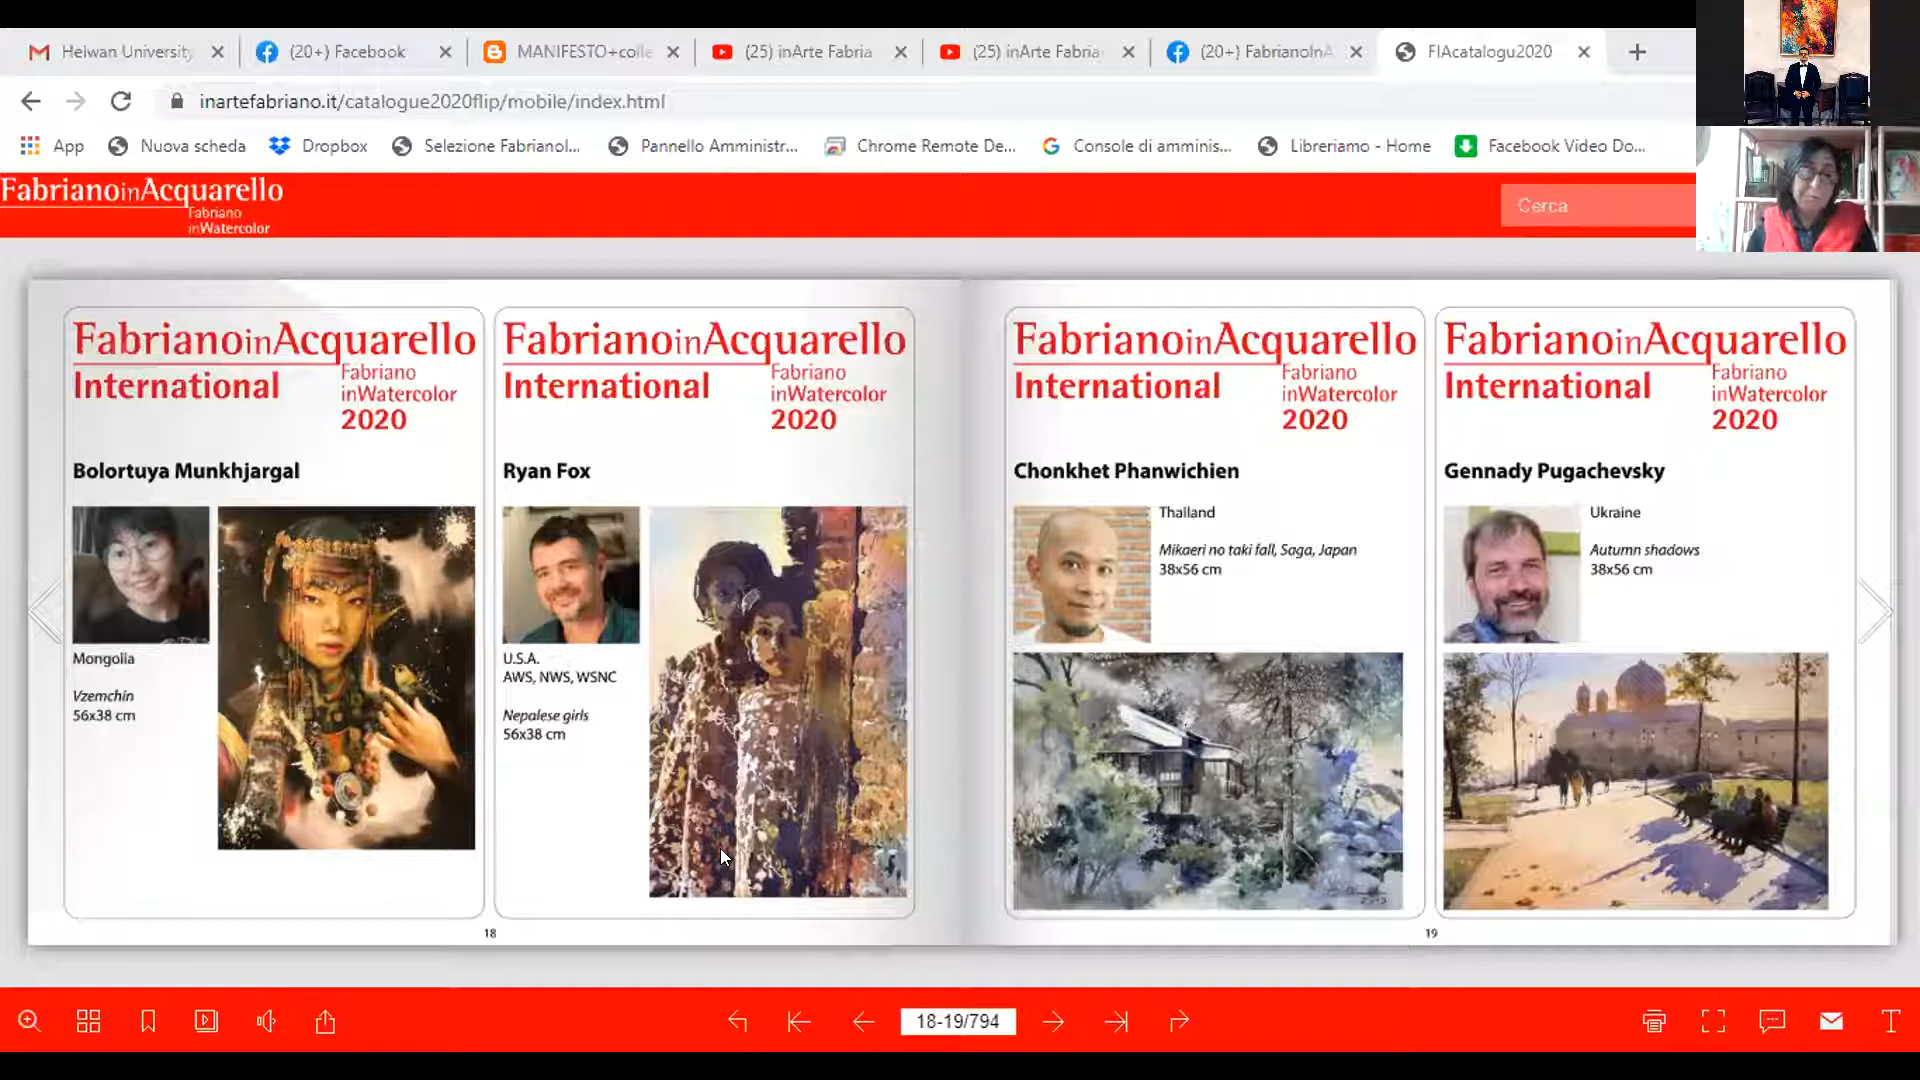 Helwan University
(20+) Facebook
MANIFESTO+colle
(25) inArte Fabria
(25) inArte Fabria
(20+) FabrianoInA
FIAcatalogu2020
inartefabriano.it/catalogue2020flip/mobile/index.html
App
Nuova scheda
Dropbox
Selezione Fabrianol...
Pannello Amministr...
Chrome Remote De...
Console di amminis...
Libreriamo - Home
Facebook Video Do...
FabrianoinAcquarello
Fabriano
inWatercolor
Cerca
FabrianoinAcquarello
International
Fabriano
inWatercolor
2020
Bolortuya Munkhjargal
Mongolia
Vzemchin
56x38 cm
FabrianoinAcquarello
International
Fabriano
inWatercolor
2020
Ryan Fox
U.S.A.
AWS, NWS, WSNC
Nepalese girls
56x38 cm
18
FabrianoinAcquarello
International
Fabriano
inWatercolor
2020
Chonkhet Phanwichien
Thailand
Mikaeri no taki fall, Saga, Japan
38x56 cm
FabrianoinAcquarello
International
Fabriano
inWatercolor
2020
Gennady Pugachevsky
Ukraine
Autumn shadows
38x56 cm
19
18-19/794